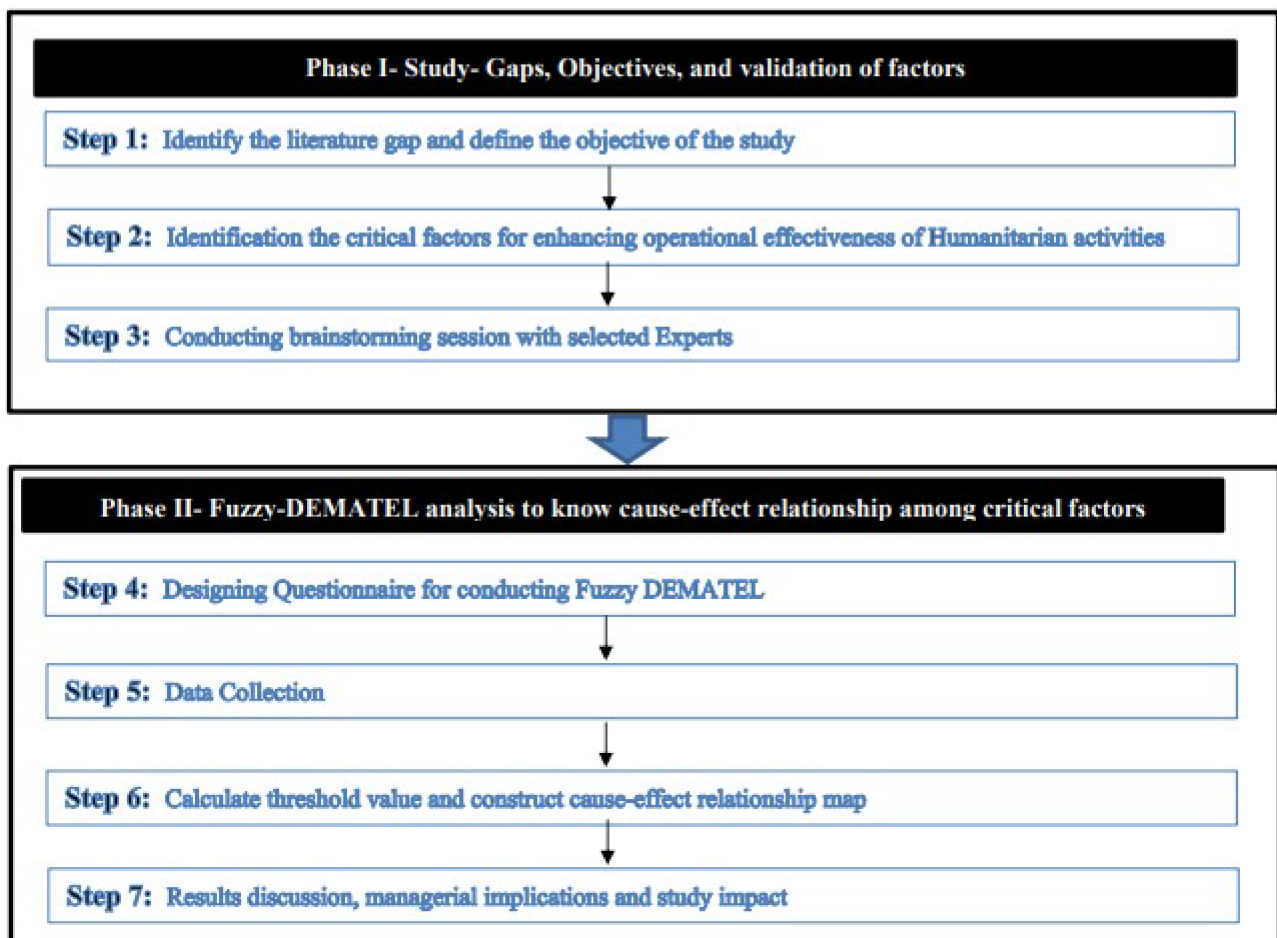 Phase I- Study- Gaps, Objectives, and validation of factors
Step 1: Identify the literature gap and define the objective of the study
Step 2: Identification the critical factors for enhancing operational effectiveness of Humanitarian activities
Step 3: Conducting brainstorming session with selected Experts
Phase II- Fuzzy-DEMATEL analysis to know cause-effect relationship among critical factors
Step 4: Designing Questionnaire for conducting Fuzzy DEMATEL
Step 5: Data Collection
Step 6: Calculate threshold value and construct cause-effect relationship map
Step 7: Results discussion, managerial implications and study impact